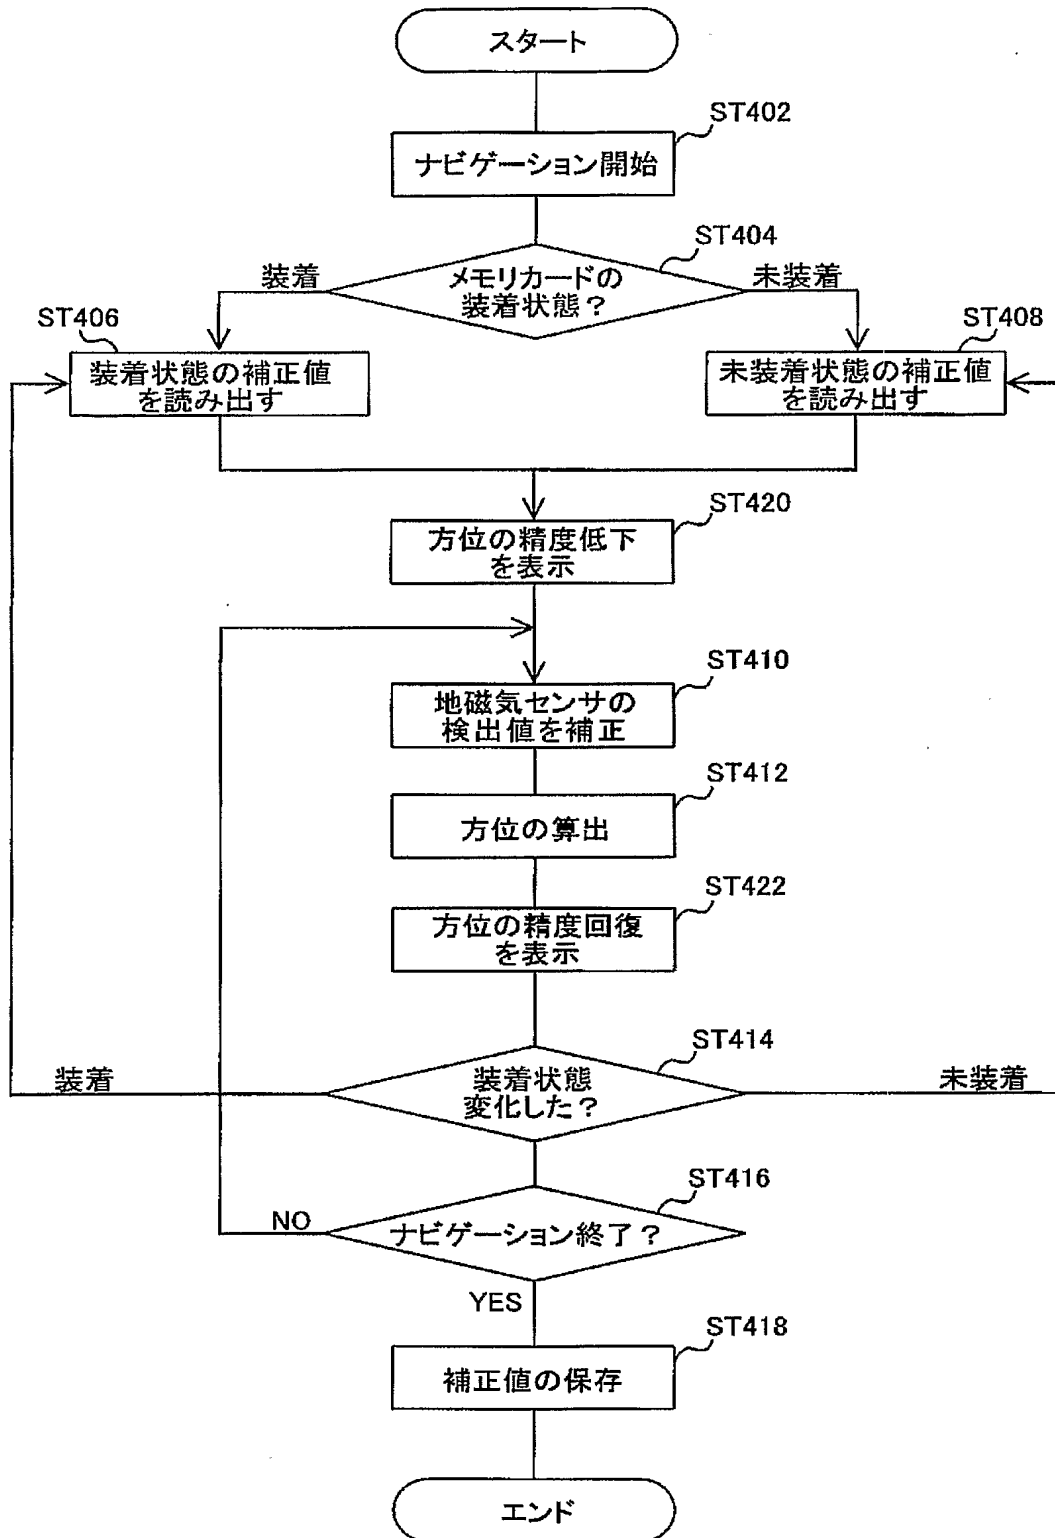 スタート
ST402
ナビゲーション開始
ST404
メモリカードの
装着状態?
装着
未装着
ST406
装着状態の補正値
を読み出す
ST408
未装着状態の補正値
を読み出す
ST420
方位の精度低下
を表示
ST410
地磁気センサの
検出値を補正
ST412
方位の算出
ST422
方位の精度回復
を表示
ST414
装着状態
変化した?
装着
未装着
ST416
ナビゲーション終了?
NO
YES
ST418
補正値の保存
エンド